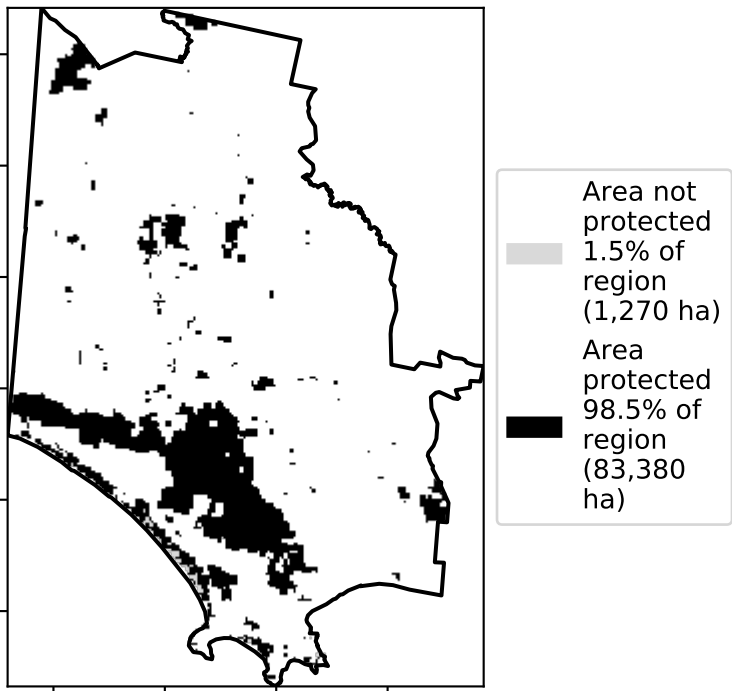 Area not
protected
1.5% of
region
(1,270 ha)
Area
protected
98.5% of
region
(83,380
ha)